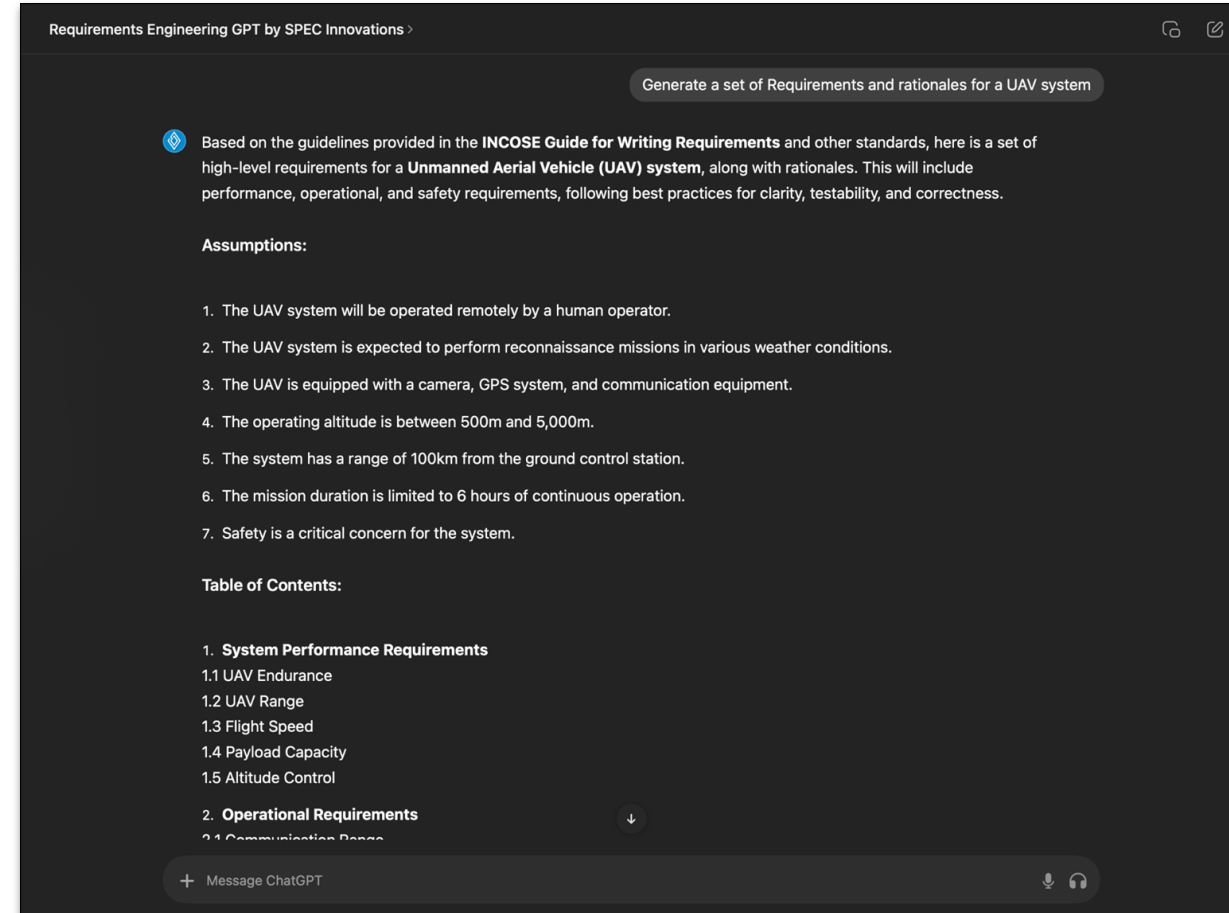 Requirements Engineering GPT by SPEC Innovations >
Generate a set of Requirements and rationales for a UAV system
Based on the guidelines provided in the INCOSE Guide for Writing Requirements and other standards, here is a set of
high-level requirements for a Unmanned Aerial Vehicle (UAV) system, along with rationales. This will include
performance, operational, and safety requirements, following best practices for clarity, testability, and correctness.
Assumptions:
1. The UAV system will be operated remotely by a human operator.
2. The UAV system is expected to perform reconnaissance missions in various weather conditions.
3. The UAV is equipped with a camera, GPS system, and communication equipment.
4. The operating altitude is between 500m and 5,000m.
5. The system has a range of 100km from the ground control station.
6. The mission duration is limited to 6 hours of continuous operation.
7. Safety is a critical concern for the system.
Table of Contents:
1. System Performance Requirements
1.1 UAV Endurance
1.2 UAV Range
1.3 Flight Speed
1.4 Payload Capacity
1.5 Altitude Control
2. Operational Requirements
2.1 Communication Range
Message ChatGPT